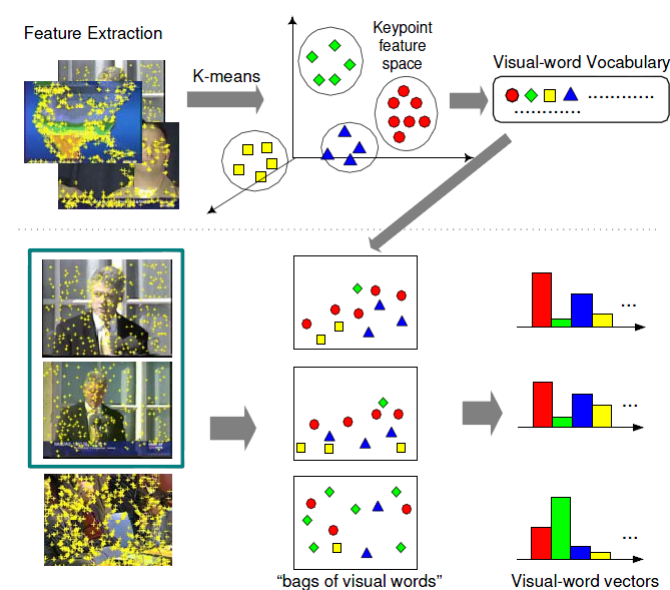 Feature Extraction
K-means
Keypoint
feature
space
Visual-word Vocabulary
............
............
...
...
...
“bags of visual words”
Visual-word vectors